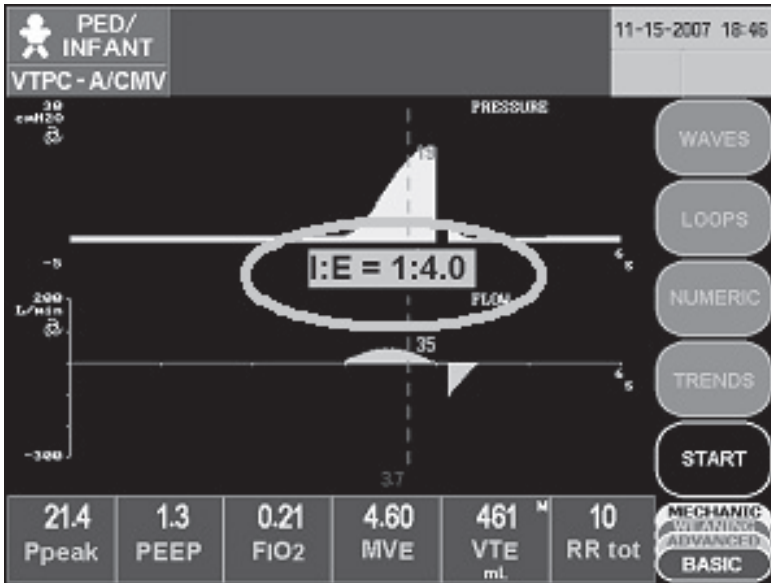 PED/
INFANT
11-15-2007 18:46
VTPC - A/CMV
30
cmH2O
PRESSURE
WAVES
19
LOOPS
-5
6
s
I:E = 1:4.0
200
L/min
FLOW
NUMERIC
35
6
s
TRENDS
-300
3.7
START
21.4
Ppeak
1.3
PEEP
0.21
FIO2
4.60
MVE
461 M
VTE
mL
10
RR tot
MECHANIC
WEANING
ADVANCED
BASIC